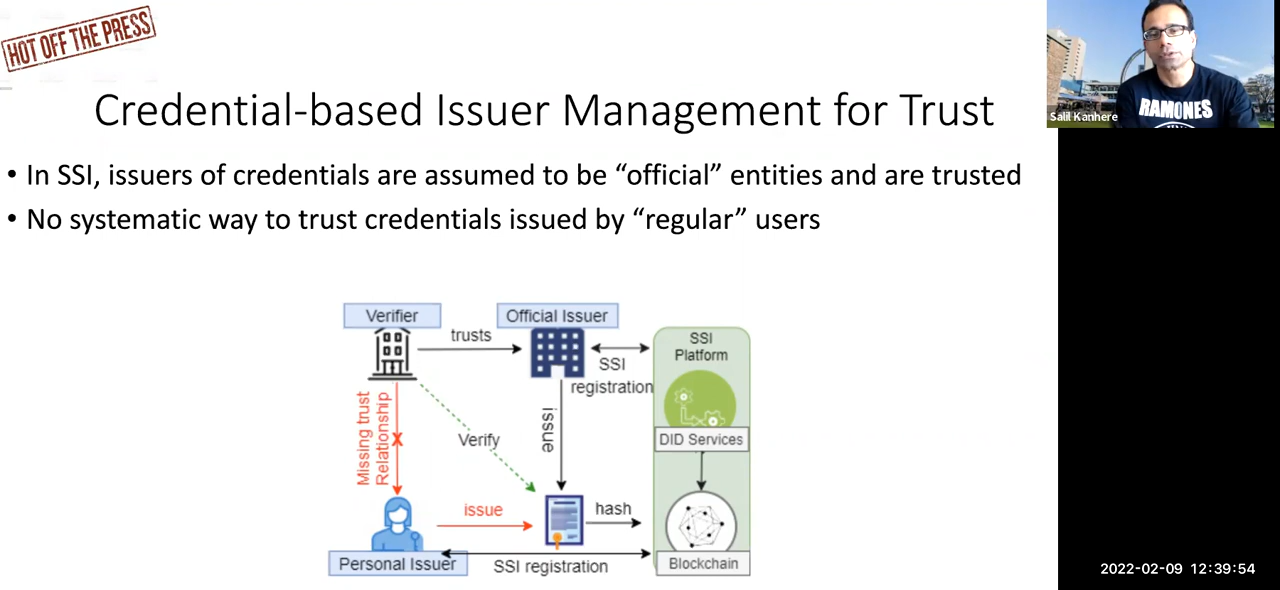 HOT OFF THE PRESS
Credential-based Issuer Management for Trust
• In SSI, issuers of credentials are assumed to be “official” entities and are trusted
• No systematic way to trust credentials issued by “regular” users
Verifier
Official Issuer
trusts
SSI
Platform
SSI
registration
Missing trust
Relationship
X
issue
Verify
DID Services
issue
hash
Personal Issuer
SSI registration
Blockchain
RAMONES
Salil Kanhere
2022-02-09 12:39:54